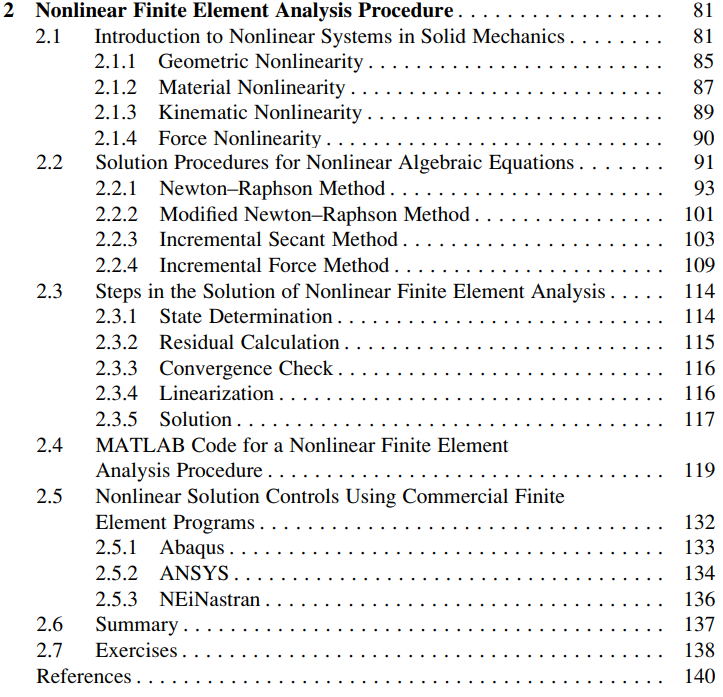 2 Nonlinear Finite Element Analysis Procedure . . . . . . . . . . . . . . . . . . 81
2.1 Introduction to Nonlinear Systems in Solid Mechanics . . . . . . . . 81
2.1.1 Geometric Nonlinearity . . . . . . . . . . . . . . . . . . . . . . . . . 85
2.1.2 Material Nonlinearity . . . . . . . . . . . . . . . . . . . . . . . . . . . 87
2.1.3 Kinematic Nonlinearity . . . . . . . . . . . . . . . . . . . . . . . . . 89
2.1.4 Force Nonlinearity . . . . . . . . . . . . . . . . . . . . . . . . . . . . . 90
2.2 Solution Procedures for Nonlinear Algebraic Equations . . . . . . . 91
2.2.1 Newton–Raphson Method . . . . . . . . . . . . . . . . . . . . . . . 93
2.2.2 Modified Newton–Raphson Method . . . . . . . . . . . . . . . . 101
2.2.3 Incremental Secant Method . . . . . . . . . . . . . . . . . . . . . . 103
2.2.4 Incremental Force Method . . . . . . . . . . . . . . . . . . . . . . . 109
2.3 Steps in the Solution of Nonlinear Finite Element Analysis . . . . . 114
2.3.1 State Determination . . . . . . . . . . . . . . . . . . . . . . . . . . . . 114
2.3.2 Residual Calculation . . . . . . . . . . . . . . . . . . . . . . . . . . . 115
2.3.3 Convergence Check . . . . . . . . . . . . . . . . . . . . . . . . . . . . 116
2.3.4 Linearization . . . . . . . . . . . . . . . . . . . . . . . . . . . . . . . . . 116
2.3.5 Solution . . . . . . . . . . . . . . . . . . . . . . . . . . . . . . . . . . . . 117
2.4 MATLAB Code for a Nonlinear Finite Element
Analysis Procedure . . . . . . . . . . . . . . . . . . . . . . . . . . . . . . . . . . 119
2.5 Nonlinear Solution Controls Using Commercial Finite
Element Programs . . . . . . . . . . . . . . . . . . . . . . . . . . . . . . . . . . . 132
2.5.1 Abaqus . . . . . . . . . . . . . . . . . . . . . . . . . . . . . . . . . . . . . 133
2.5.2 ANSYS . . . . . . . . . . . . . . . . . . . . . . . . . . . . . . . . . . . . . 134
2.5.3 NEiNastran . . . . . . . . . . . . . . . . . . . . . . . . . . . . . . . . . . 136
2.6 Summary . . . . . . . . . . . . . . . . . . . . . . . . . . . . . . . . . . . . . . . . . 137
2.7 Exercises . . . . . . . . . . . . . . . . . . . . . . . . . . . . . . . . . . . . . . . . . 138
References . . . . . . . . . . . . . . . . . . . . . . . . . . . . . . . . . . . . . . . . . . . . . 140